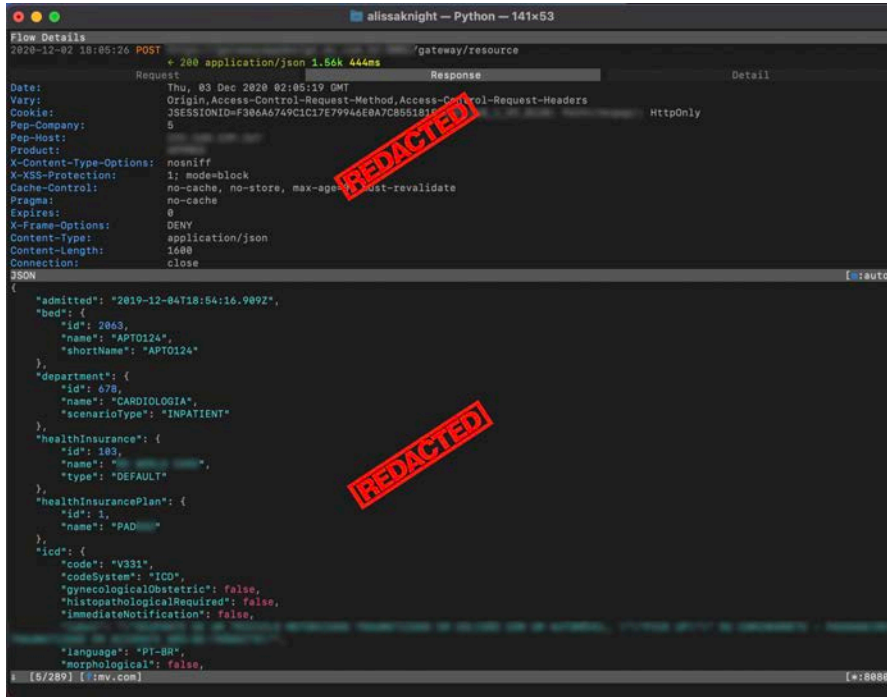 alissaknight — Python — 141×53
Flow Details
2020-12-02 18:05:26 POST /gateway/resource
← 200 application/json 1.56k 444ms
Request Response Detail
Date: Thu, 03 Dec 2020 02:05:19 GMT
Vary: Origin,Access-Control-Request-Method,Access-Control-Request-Headers
Cookie: HttpOnly
Pep-Company: 5
Pep-Host:
Product:
X-Content-Type-Options: nosniff
X-XSS-Protection: 1; mode=block
Cache-Control: no-cache, no-store, must-revalidate
Pragma: no-cache
Expires: 0
X-Frame-Options: DENY
Content-Type: application/json
Content-Length: 1600
Connection: close
REDACTED
JSON [m:auto
{
"admitted": "2019-12-04T18:54:16.909Z",
"bed": {
"id": 2063,
"name": "APTO124",
"shortName": "APTO124"
},
"department": {
"id": 678,
"name": "CARDIOLOGIA",
"scenarioType": "INPATIENT"
},
"healthInsurance": {
"id": 103,
"name": " ",
"type": "DEFAULT"
},
"healthInsurancePlan": {
"id": 1,
"name": "PAD "
},
REDACTED
"icd": {
"code": "V331",
"codeSystem": "ICD",
"gynecologicalObstetric": false,
"histopathologicalRequired": false,
"immediateNotification": false,
"language": "PT-BR",
"morphological": false,
[5/289] [f:mv.com] [*:8080